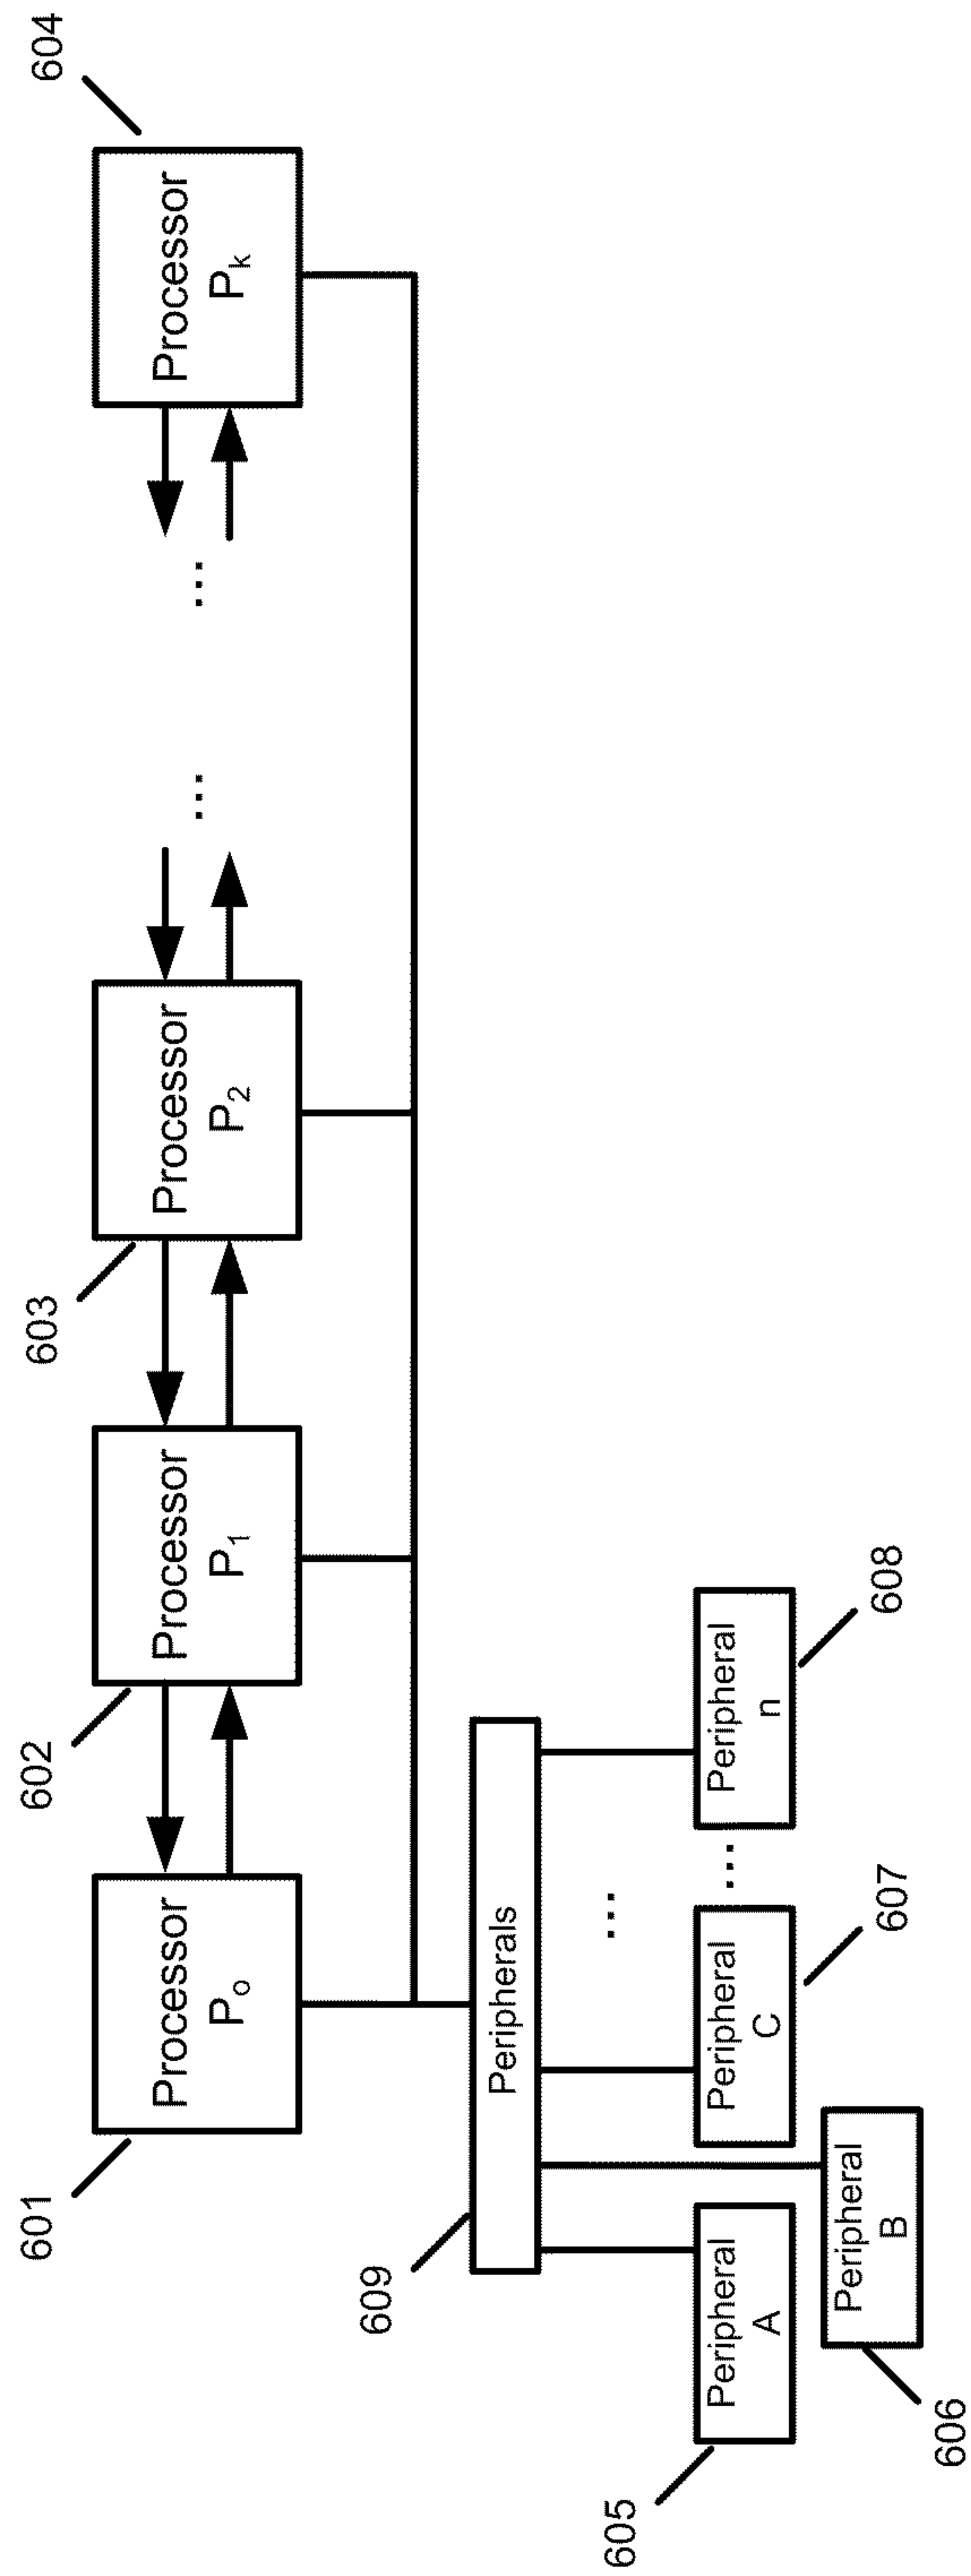 601
Processor
Po
602
Processor
P1
603
Processor
P2
...
...
604
Processor
Pk
609
Peripherals
...
605
Peripheral
A
606
Peripheral
B
607
Peripheral
C
...
608
Peripheral
n